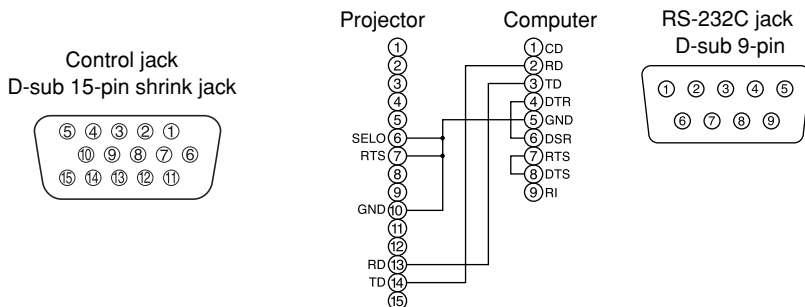 Control jack
D-sub 15-pin shrink jack
⑤ ④ ③ ② ①
⑩ ⑨ ⑧ ⑦ ⑥
⑮ ⑭ ⑬ ⑫ ⑪
Projector
①
②
③
④
⑤
SELO ⑥
RTS ⑦
⑧
⑨
GND ⑩
⑪
⑫
RD ⑬
TD ⑭
⑮
Computer
① CD
② RD
③ TD
④ DTR
⑤ GND
⑥ DSR
⑦ RTS
⑧ DTS
⑨ RI
RS-232C jack
D-sub 9-pin
① ② ③ ④ ⑤
⑥ ⑦ ⑧ ⑨